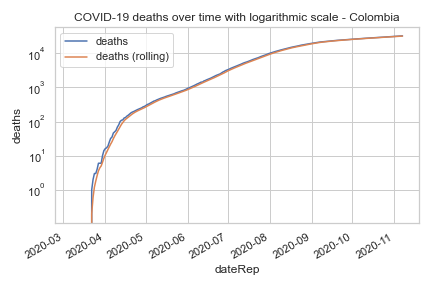 COVID-19 deaths over time with logarithmic scale - Colombia
deaths
deaths (rolling)
10⁴
10³
10²
10¹
10⁰
deaths
2020-03
2020-04
2020-05
2020-06
2020-07
2020-08
2020-09
2020-10
2020-11
dateRep